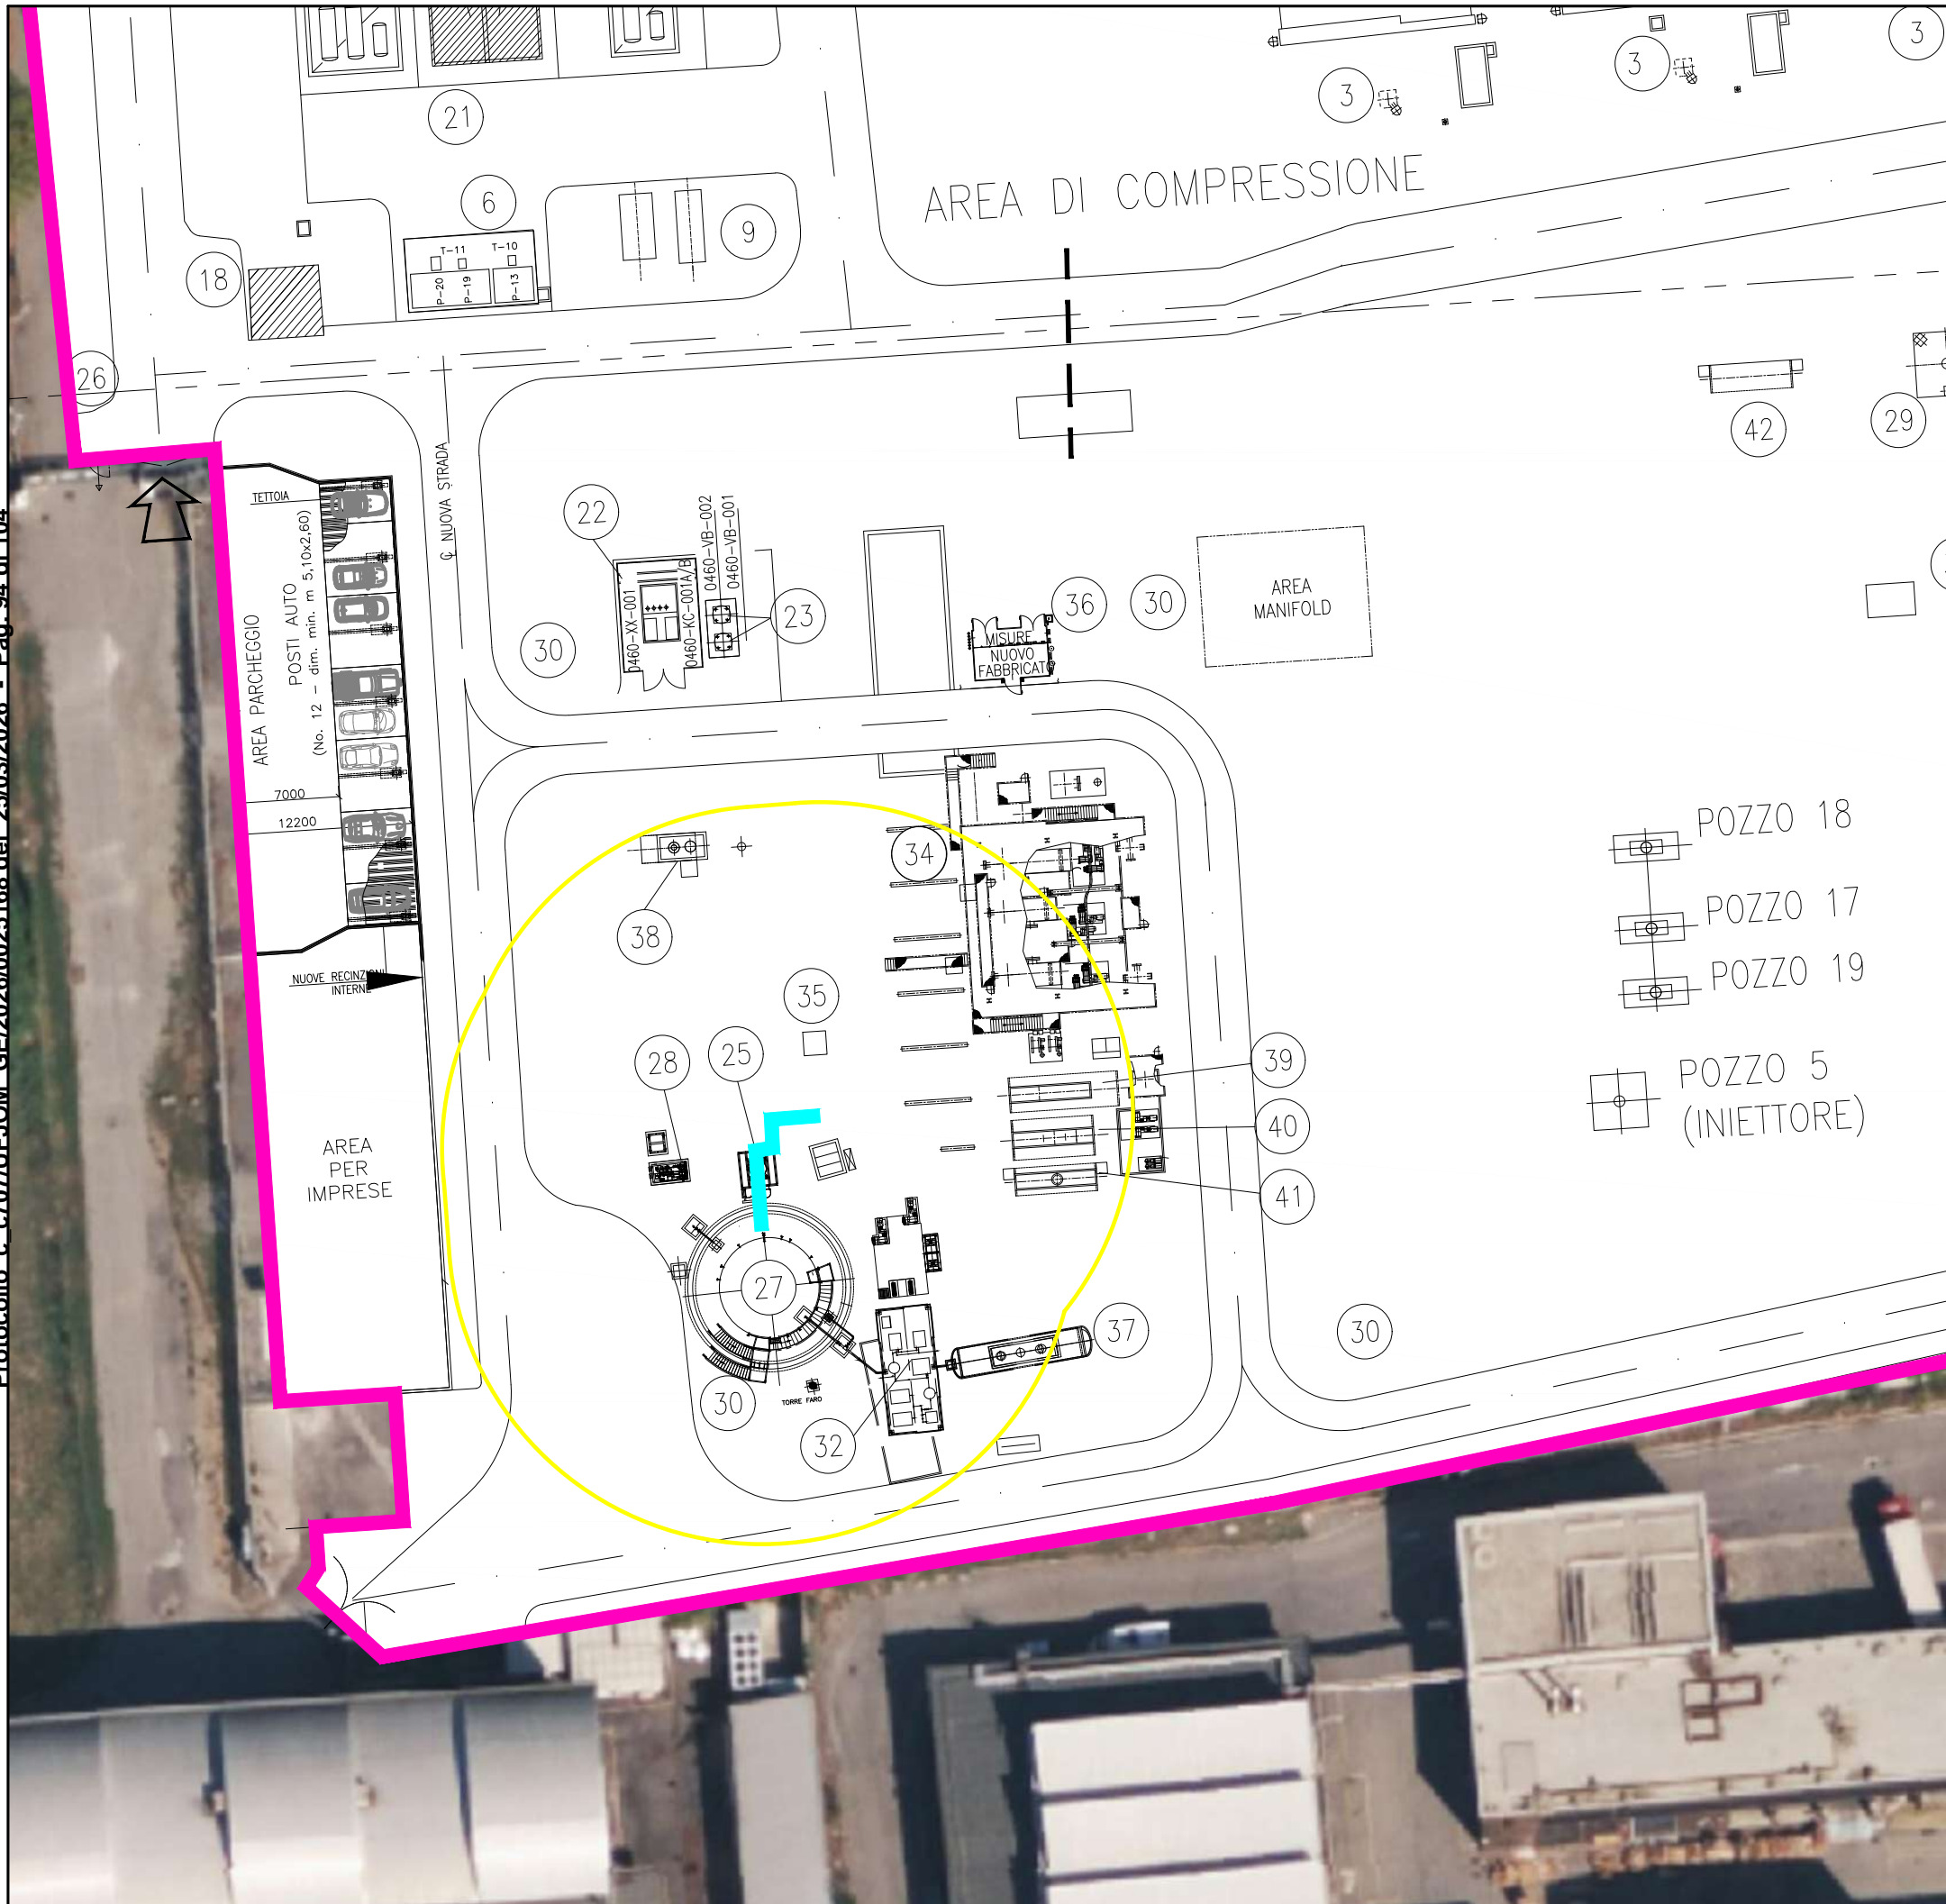 3
3
3
21
AREA DI COMPRESSIONE
6
9
T-11
T-10
P-20
P-19
P-13
18
26
42
29
℄ NUOVA STRADA
TETTOIA
AREA PARCHEGGIO
POSTI AUTO
(No. 12 - dim. min. m 5,10x2,60)
7000
12200
22
0460-VB-002
0460-VB-001
0460-XX-001
0460-KC-001A/B
23
30
36
30
MISURE
NUOVO
FABBRICATO
AREA
MANIFOLD
34
38
POZZO 18
POZZO 17
POZZO 19
POZZO 5
(INIETTORE)
NUOVE RECINZIONI
INTERNE
35
28
25
39
40
41
AREA
PER
IMPRESE
27
37
30
30
TORRE FARO
32